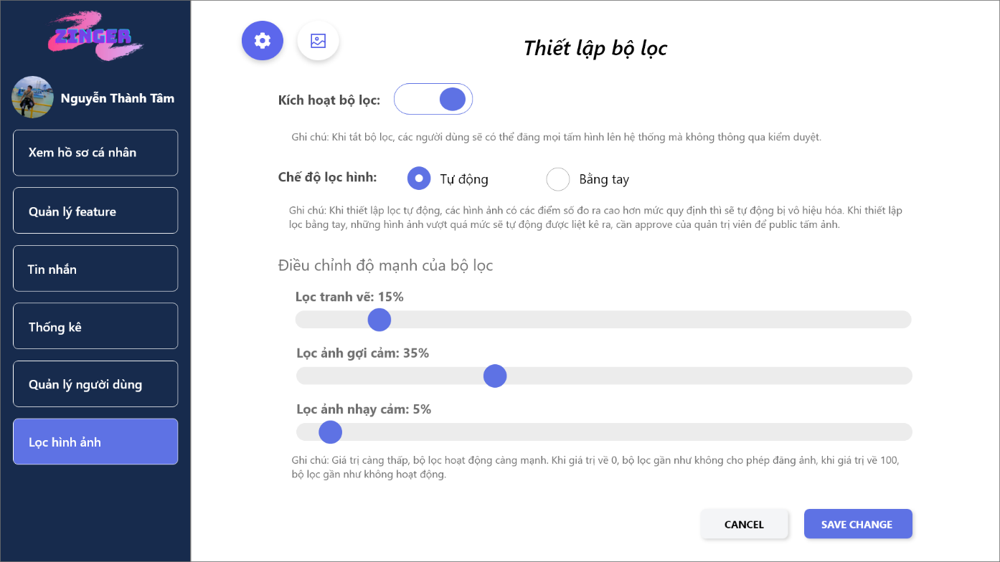 ZINGER
Nguyễn Thành Tâm
Xem hồ sơ cá nhân
Quản lý feature
Tin nhắn
Thống kê
Quản lý người dùng
Lọc hình ảnh
Thiết lập bộ lọc
Kích hoạt bộ lọc:
Ghi chú: Khi tắt bộ lọc, các người dùng sẽ có thể đăng mọi tấm hình lên hệ thống mà không thông qua kiểm duyệt.
Chế độ lọc hình:
Tự động
Bằng tay
Ghi chú: Khi thiết lập lọc tự động, các hình ảnh có các điểm số đo ra cao hơn mức quy định thì sẽ tự động bị vô hiệu hóa. Khi thiết lập
lọc bằng tay, những hình ảnh vượt quá mức sẽ tự động được liệt kê ra, cần approve của quản trị viên để public tấm ảnh.
Điều chỉnh độ mạnh của bộ lọc
Lọc tranh vẽ: 15%
Lọc ảnh gợi cảm: 35%
Lọc ảnh nhạy cảm: 5%
Ghi chú: Giá trị càng thấp, bộ lọc hoạt động càng mạnh. Khi giá trị về 0, bộ lọc gần như không cho phép đăng ảnh, khi giá trị về 100,
bộ lọc gần như không hoạt động.
CANCEL
SAVE CHANGE